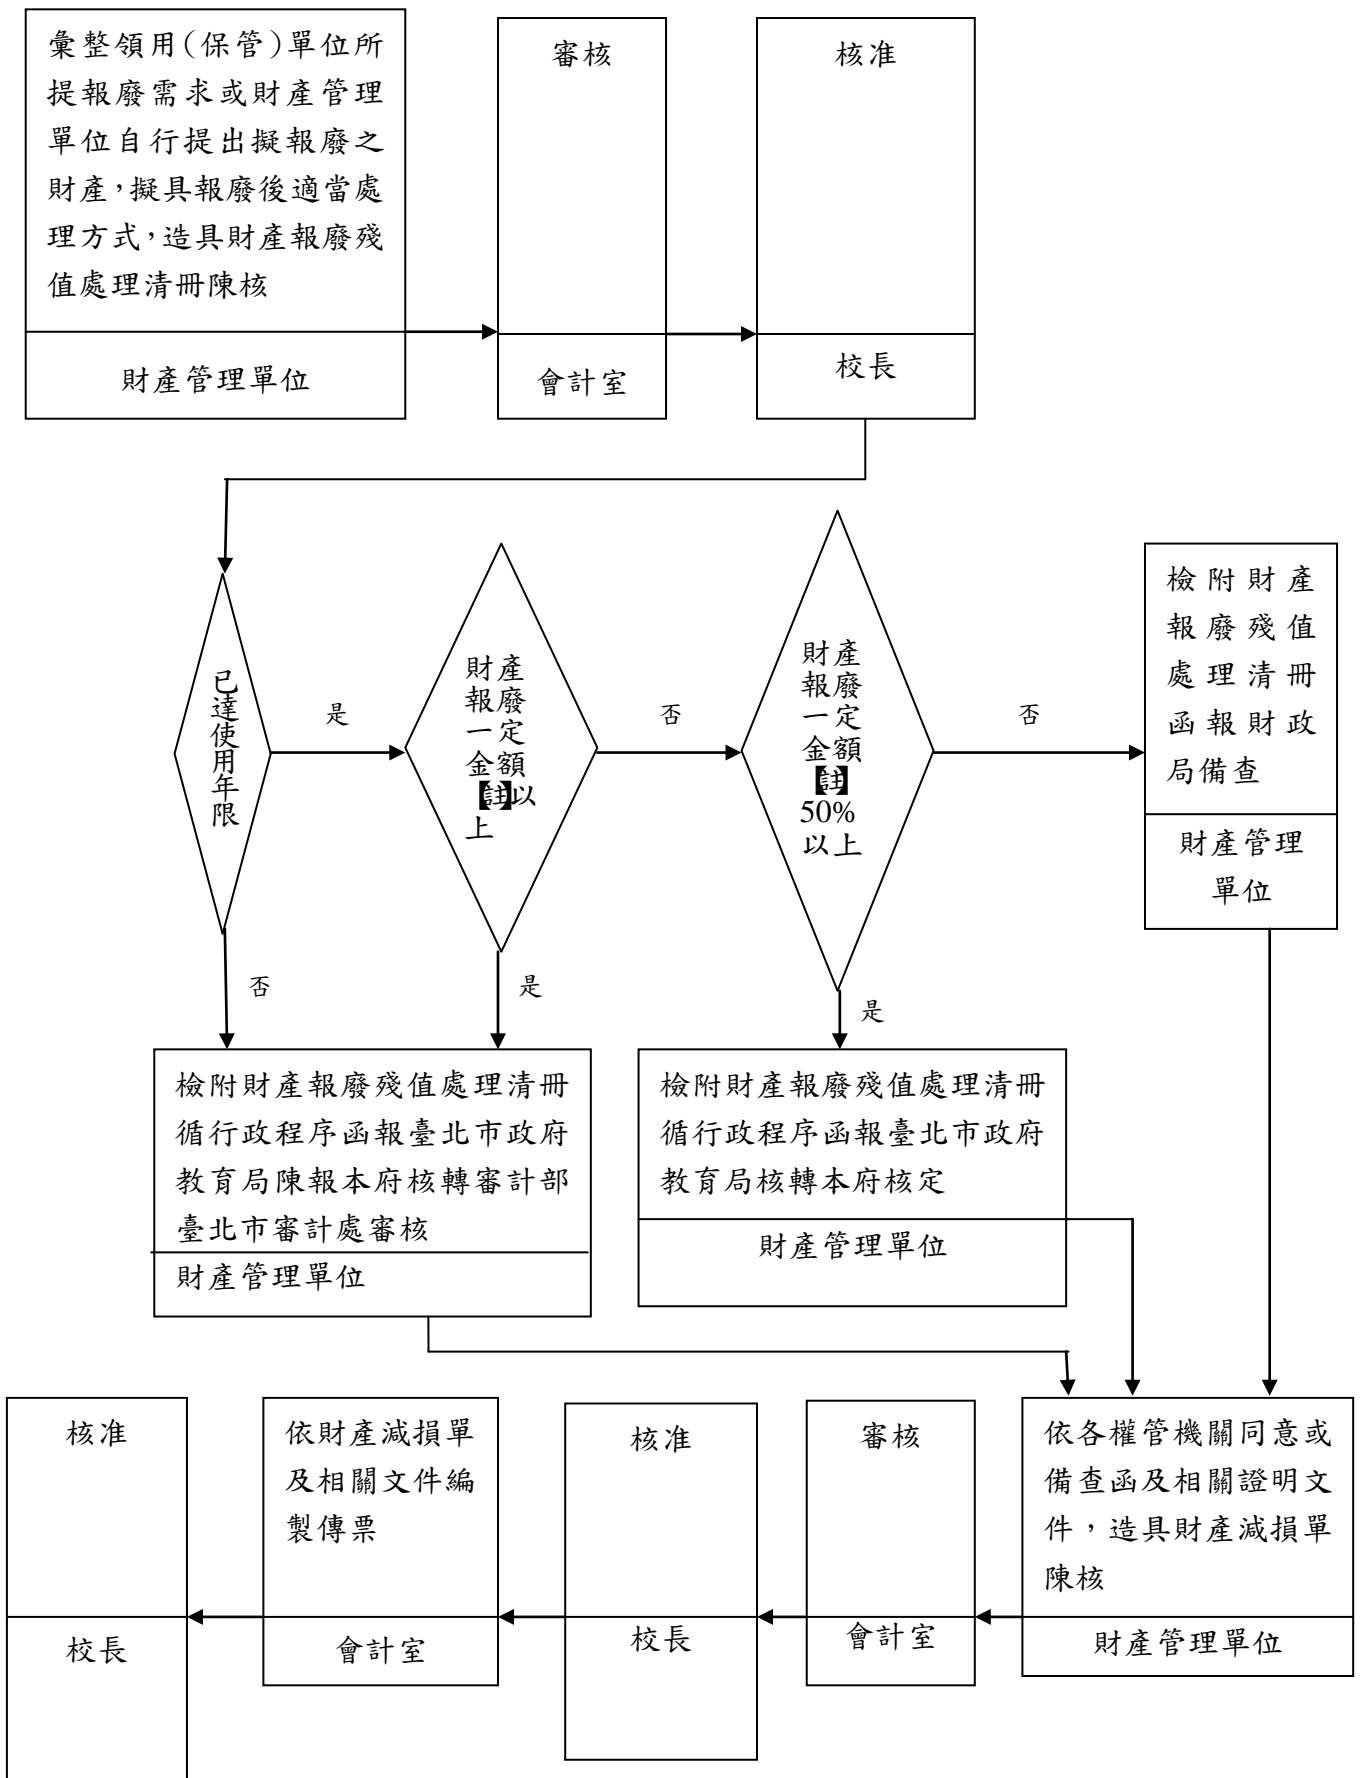 彙整領用(保管)單位所
提報廢需求或財產管理
單位自行提出擬報廢之
財產，擬具報廢後適當處
理方式，造具財產報廢殘
值處理清冊陳核
財產管理單位
審核
會計室
核准
校長
已達使用年限
是
財產
報廢
一定
金額
【註】以
上
否
財產
報廢
一定
金額
【註】
50%
以上
否
檢附財產
報廢殘值
處理清冊
函報財政
局備查
財產管理
單位
否
是
是
檢附財產報廢殘值處理清冊
循行政程序函報臺北市政府
教育局陳報本府核轉審計部
臺北市審計處審核
財產管理單位
檢附財產報廢殘值處理清冊
循行政程序函報臺北市政府
教育局核轉本府核定
財產管理單位
依各權管機關同意或
備查函及相關證明文
件，造具財產減損單
陳核
財產管理單位
審核
會計室
核准
校長
依財產減損單
及相關文件編
製傳票
會計室
核准
校長